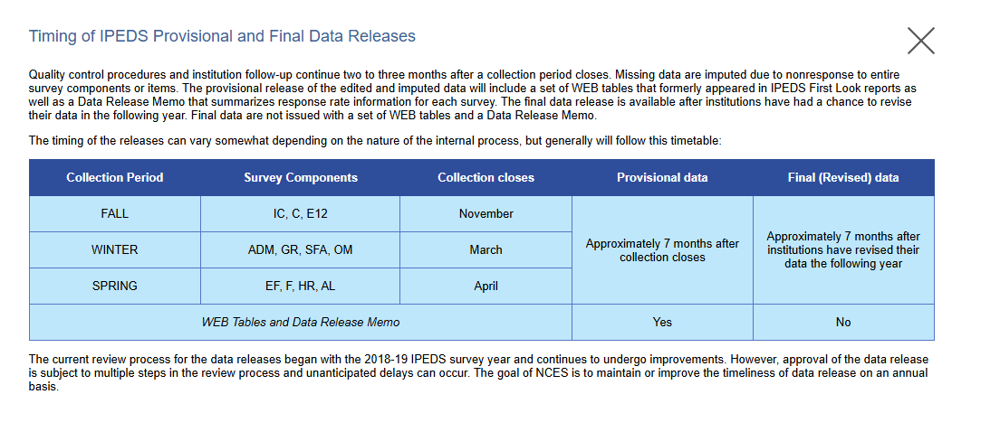 Timing of IPEDS Provisional and Final Data Releases
Quality control procedures and institution follow-up continue two to three months after a collection period closes. Missing data are imputed due to nonresponse to entire
survey components or items. The provisional release of the edited and imputed data will include a set of WEB tables that formerly appeared in IPEDS First Look reports as
well as a Data Release Memo that summarizes response rate information for each survey. The final data release is available after institutions have had a chance to revise
their data in the following year. Final data are not issued with a set of WEB tables and a Data Release Memo.
The timing of the releases can vary somewhat depending on the nature of the internal process, but generally will follow this timetable:
Collection Period Survey Components Collection closes Provisional data Final (Revised) data
FALL IC, C, E12 November
WINTER ADM, GR, SFA, OM March
SPRING EF, F, HR, AL April
Approximately 7 months after
collection closes
Approximately 7 months after
institutions have revised their
data the following year
WEB Tables and Data Release Memo Yes No
The current review process for the data releases began with the 2018-19 IPEDS survey year and continues to undergo improvements. However, approval of the data release
is subject to multiple steps in the review process and unanticipated delays can occur. The goal of NCES is to maintain or improve the timeliness of data release on an annual
basis.